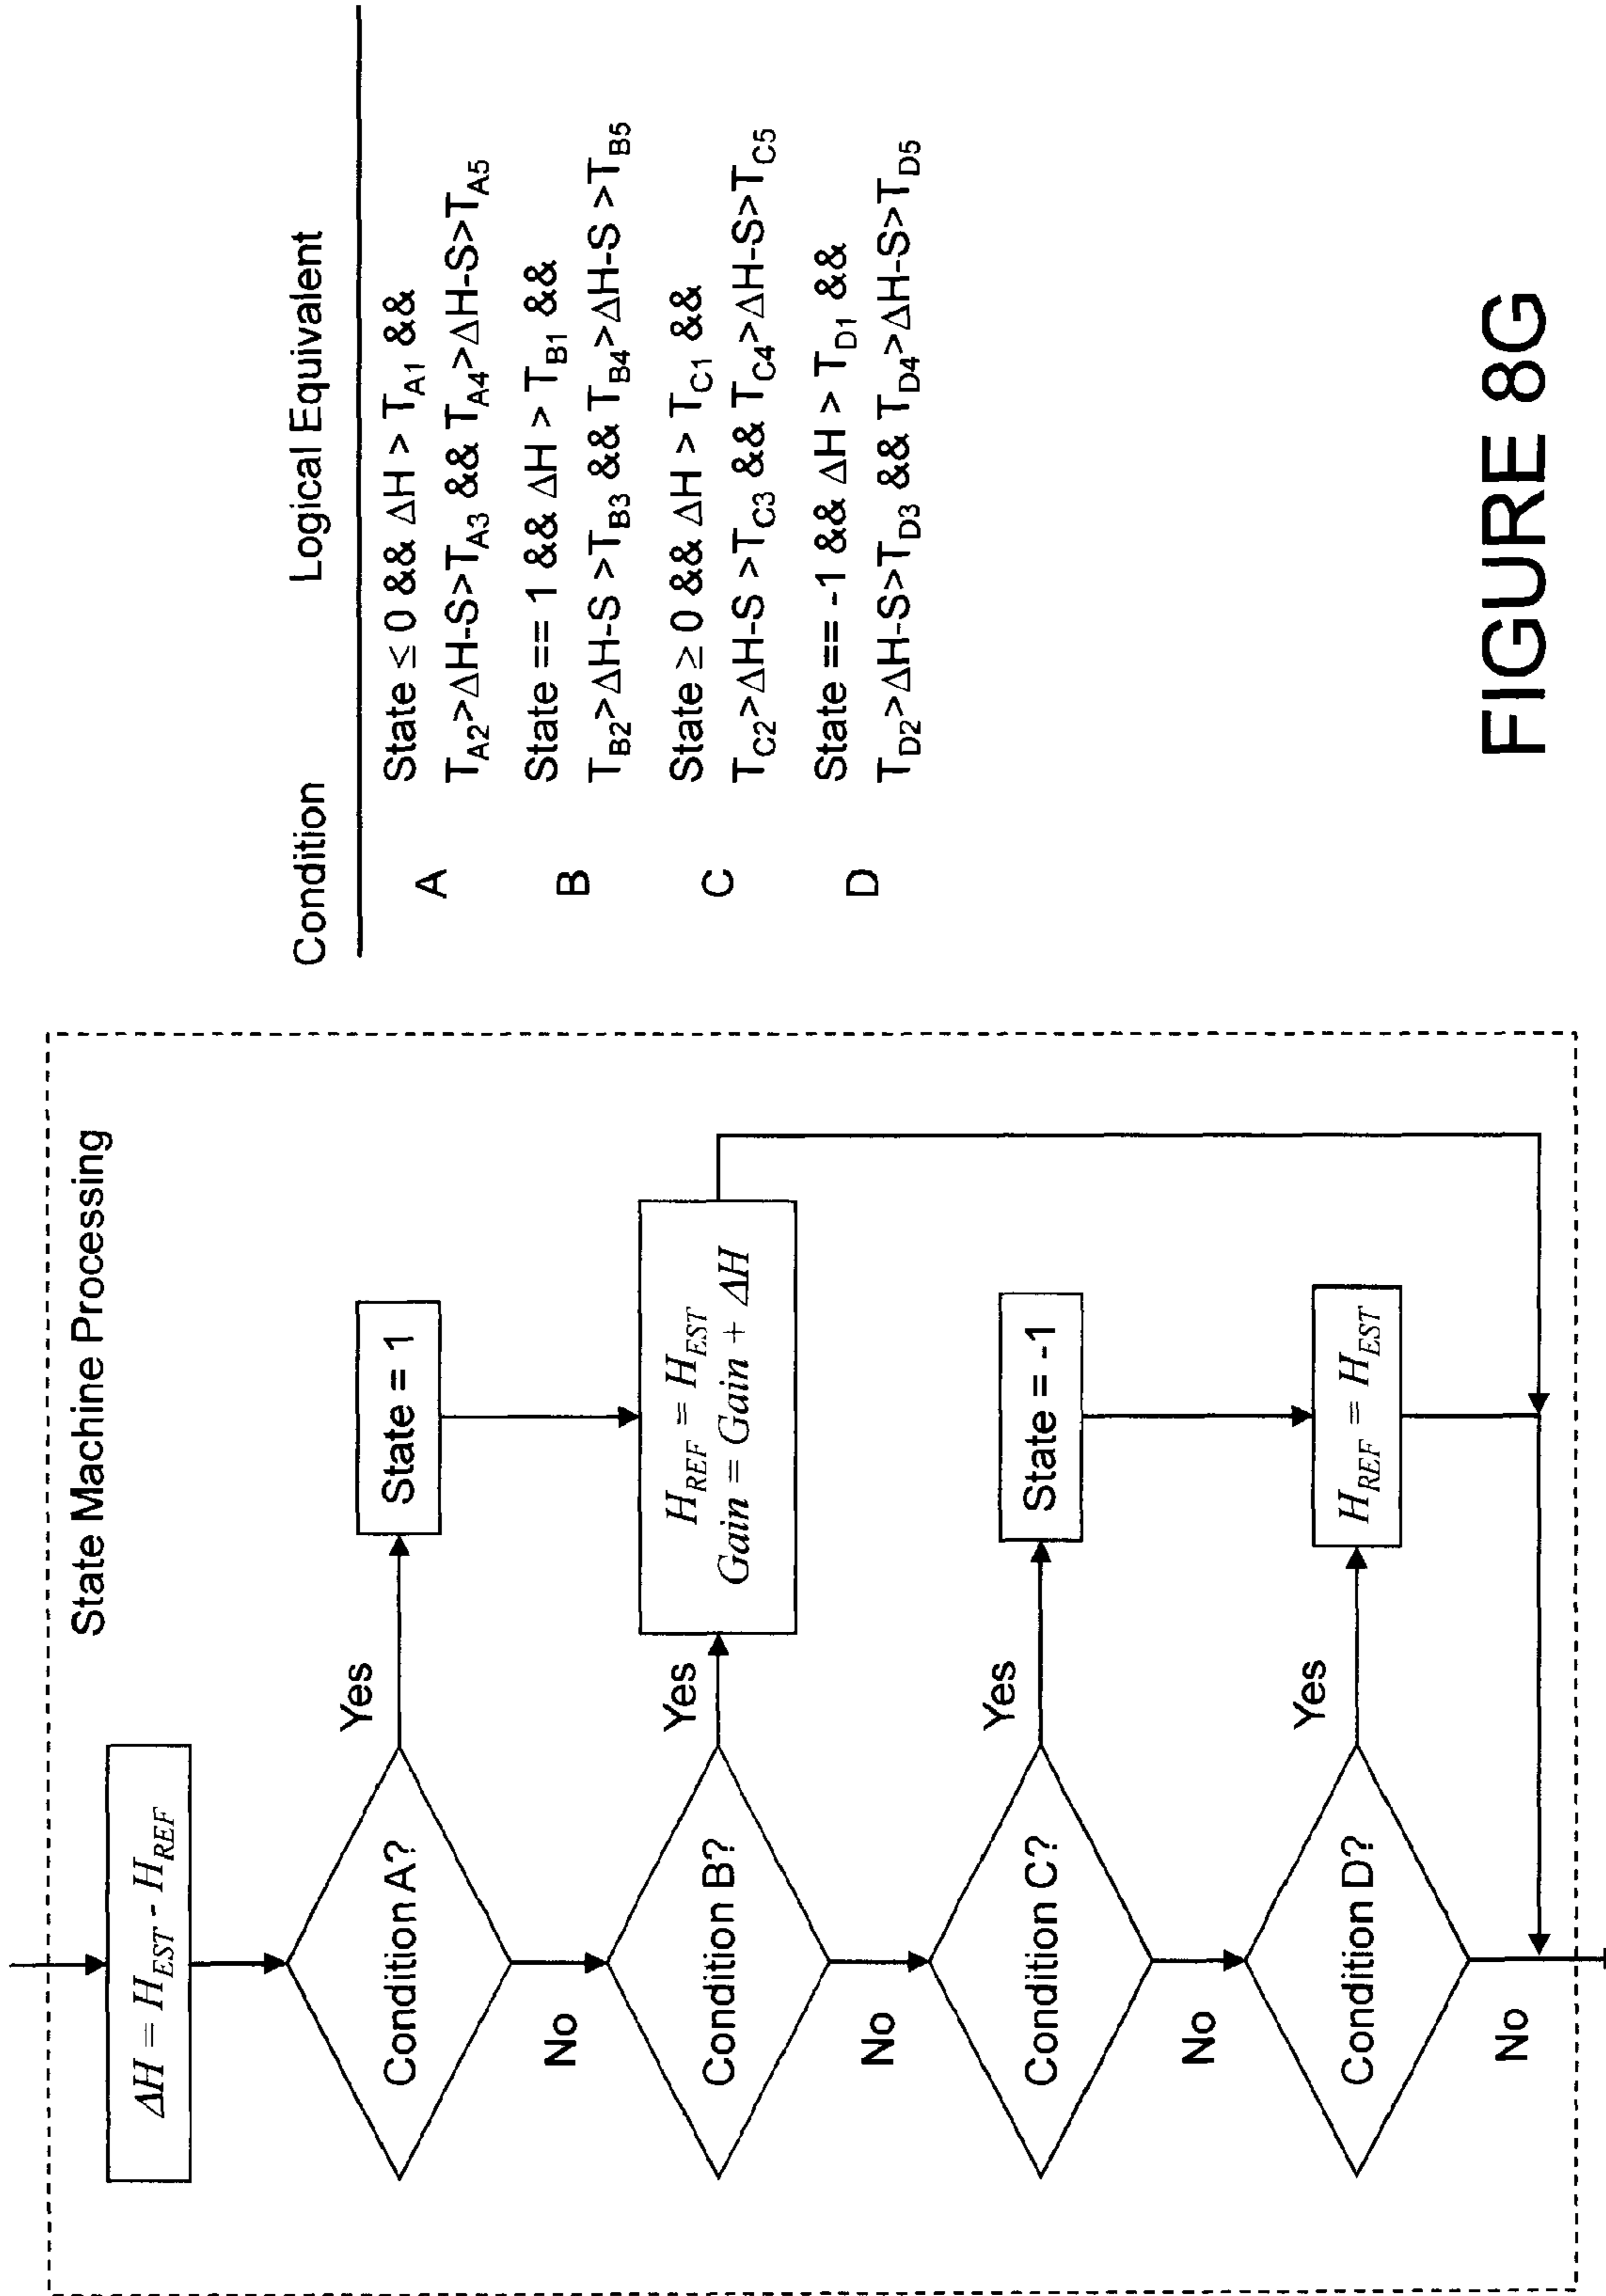 State Machine Processing
ΔH = H_EST - H_REF
Condition A?
Yes
State = 1
No
Condition B?
Yes
H_REF = H_EST
Gain = Gain + ΔH
No
Condition C?
Yes
State = -1
No
Condition D?
Yes
H_REF = H_EST
No
Condition Logical Equivalent
A State ≤ 0 && ΔH > T_A1 &&
T_A2>ΔH-S>T_A3 && T_A4>ΔH-S>T_A5
B State == 1 && ΔH > T_B1 &&
T_B2>ΔH-S >T_B3 && T_B4>ΔH-S >T_B5
C State ≥ 0 && ΔH > T_C1 &&
T_C2>ΔH-S >T_C3 && T_C4>ΔH-S>T_C5
D State == -1 && ΔH > T_D1 &&
T_D2>ΔH-S>T_D3 && T_D4>ΔH-S>T_D5
FIGURE 8G